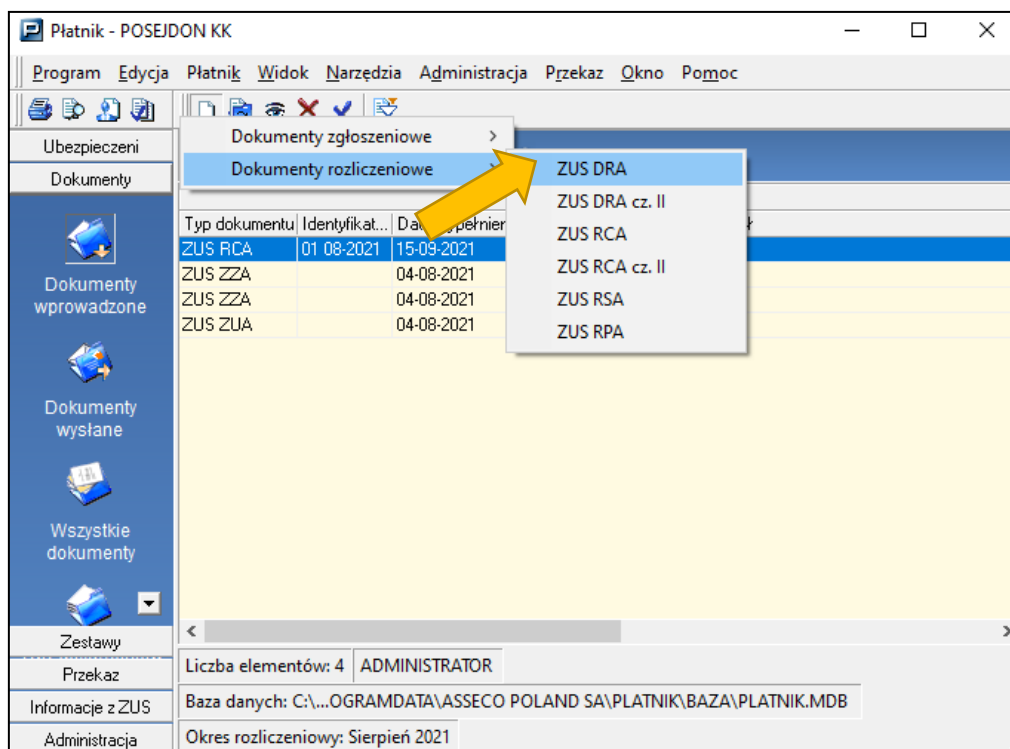 Płatnik - POSEJDON KK
Program Edycja Płatnik Widok Narzędzia Administracja Przekaz Okno Pomoc
Ubezpieczeni
Dokumenty
Dokumenty
wprowadzone
Dokumenty
wysłane
Wszystkie
dokumenty
Zestawy
Przekaz
Informacje z ZUS
Administracja
Dokumenty zgłoszeniowe
Dokumenty rozliczeniowe
ZUS DRA
ZUS DRA cz. II
ZUS RCA
ZUS RCA cz. II
ZUS RSA
ZUS RPA
Typ dokumentu Identyfikat...
ZUS RCA 01 08-2021 15-09-2021
ZUS ZZA 04-08-2021
ZUS ZZA 04-08-2021
ZUS ZUA 04-08-2021
Liczba elementów: 4 ADMINISTRATOR
Baza danych: C:\...OGRAMDATA\ASSECO POLAND SA\PLATNIK\BAZA\PLATNIK.MDB
Okres rozliczeniowy: Sierpień 2021